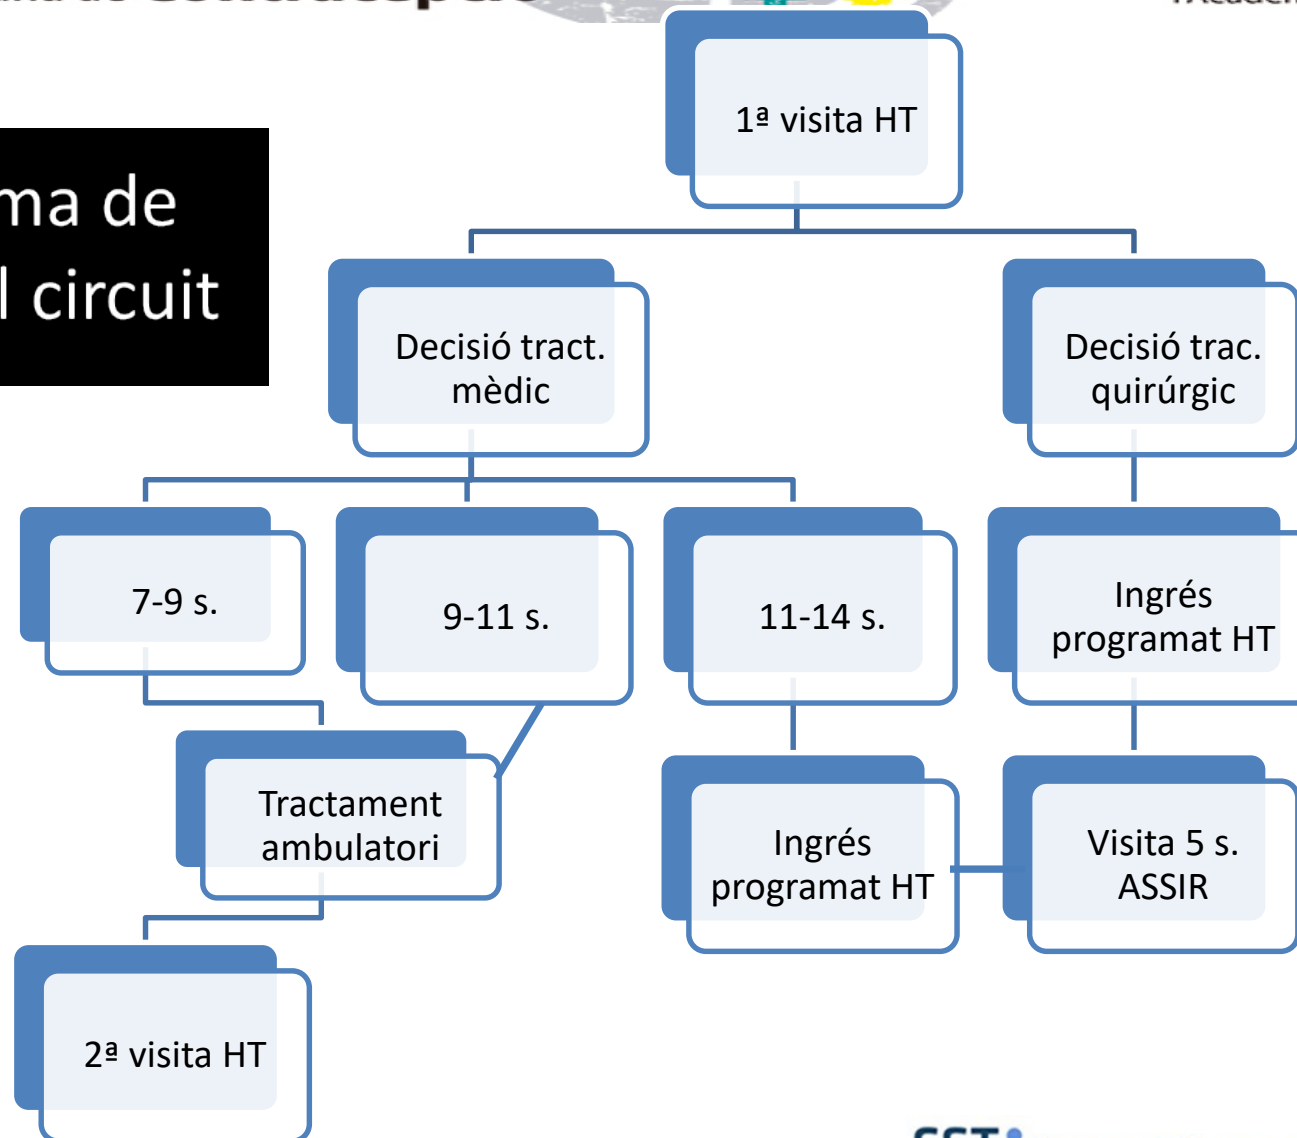 Contracepció
1ª visita HT
ma de
l circuit
Decisió tract.
mèdic
Decisió trac.
quirúrgic
7-9 s.
9-11 s.
11-14 s.
Ingrés
programat HT
Tractament
ambulatori
Ingrés
programat HT
Visita 5 s.
ASSIR
2ª visita HT